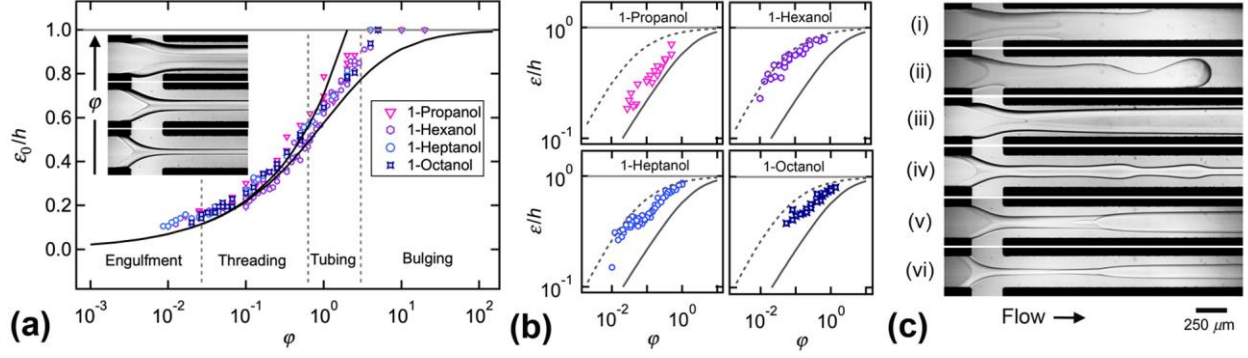 ε₀/h
1.0
0.8
0.6
0.4
0.2
0.0
φ
1-Propanol
1-Hexanol
1-Heptanol
1-Octanol
Engulfment
Threading
Tubing
Bulging
10⁻³
10⁻²
10⁻¹
10⁰
10¹
10²
φ
(a)
1-Propanol
1-Hexanol
10⁰
ε/h
10⁻¹
1-Heptanol
1-Octanol
10⁰
ε/h
10⁻¹
10⁻² 10⁰
10⁻² 10⁰
φ
φ
(b)
(i)
(ii)
(iii)
(iv)
(v)
(vi)
(c)
Flow
250 μm